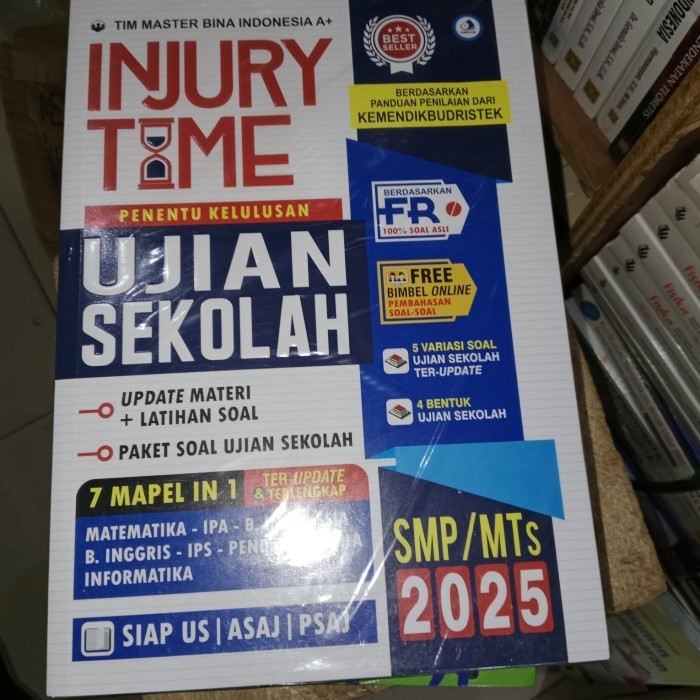 TIM MASTER BINA INDONESIA A+
INJURY
TIME
PENENTU KELULUSAN
UJIAN
SEKOLAH
UPDATE MATERI
+ LATIHAN SOAL
PAKET SOAL UJIAN SEKOLAH
7 MAPEL IN 1
TER-UPDATE
& TERLENGKAP
MATEMATIKA - IPA - B.
B. INGGRIS - IPS -
INFORMATIKA
SIAP US | ASAJ | PSAJ
BEST
SELLER
BERDASARKAN
PANDUAN PENILAIAN DARI
KEMENDIKBUDRISTEK
BERDASARKAN
FR
100% SOAL ASLI
FREE
BIMBEL ONLINE
PEMBAHASAN
SOAL-SOAL
5 VARIASI SOAL
UJIAN SEKOLAH
TER-UPDATE
4 BENTUK
UJIAN SEKOLAH
SMP/MTs
2025